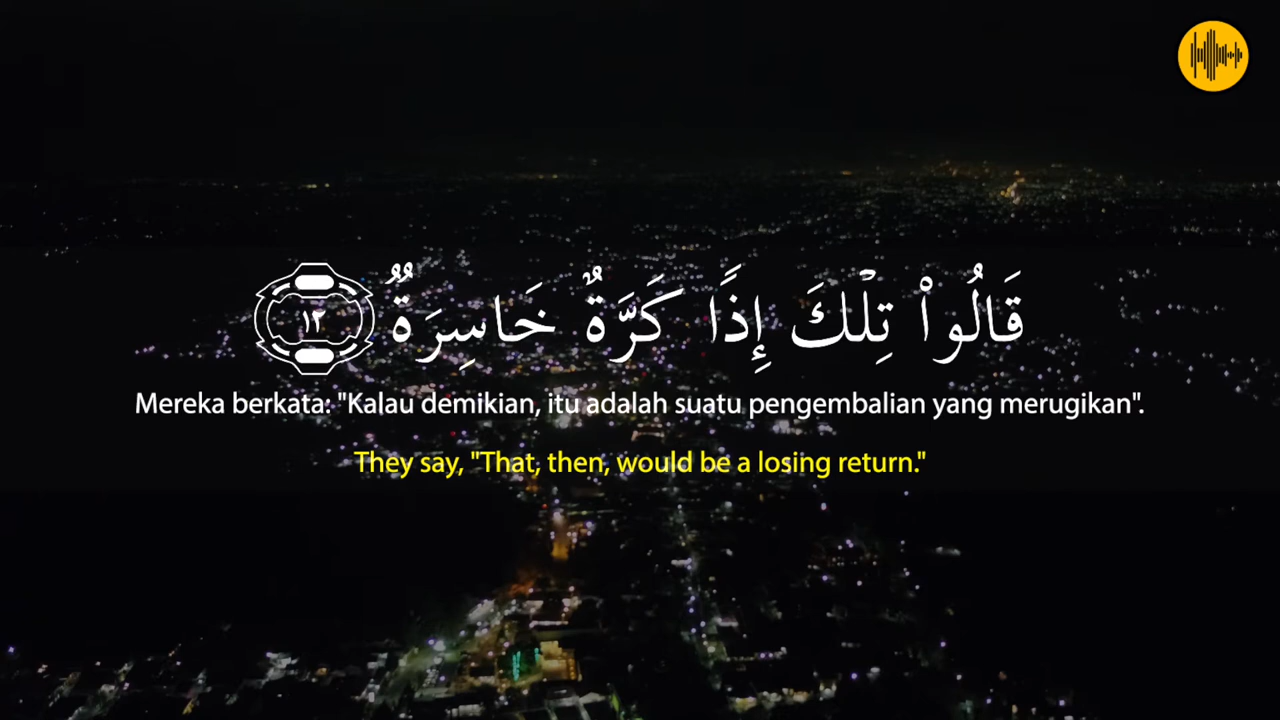 قَالُوا۟ تِلْكَ إِذًا كَرَّةٌ خَاسِرَةٌ ١٢
Mereka berkata: "Kalau demikian, itu adalah suatu pengembalian yang merugikan".
They say, "That, then, would be a losing return."